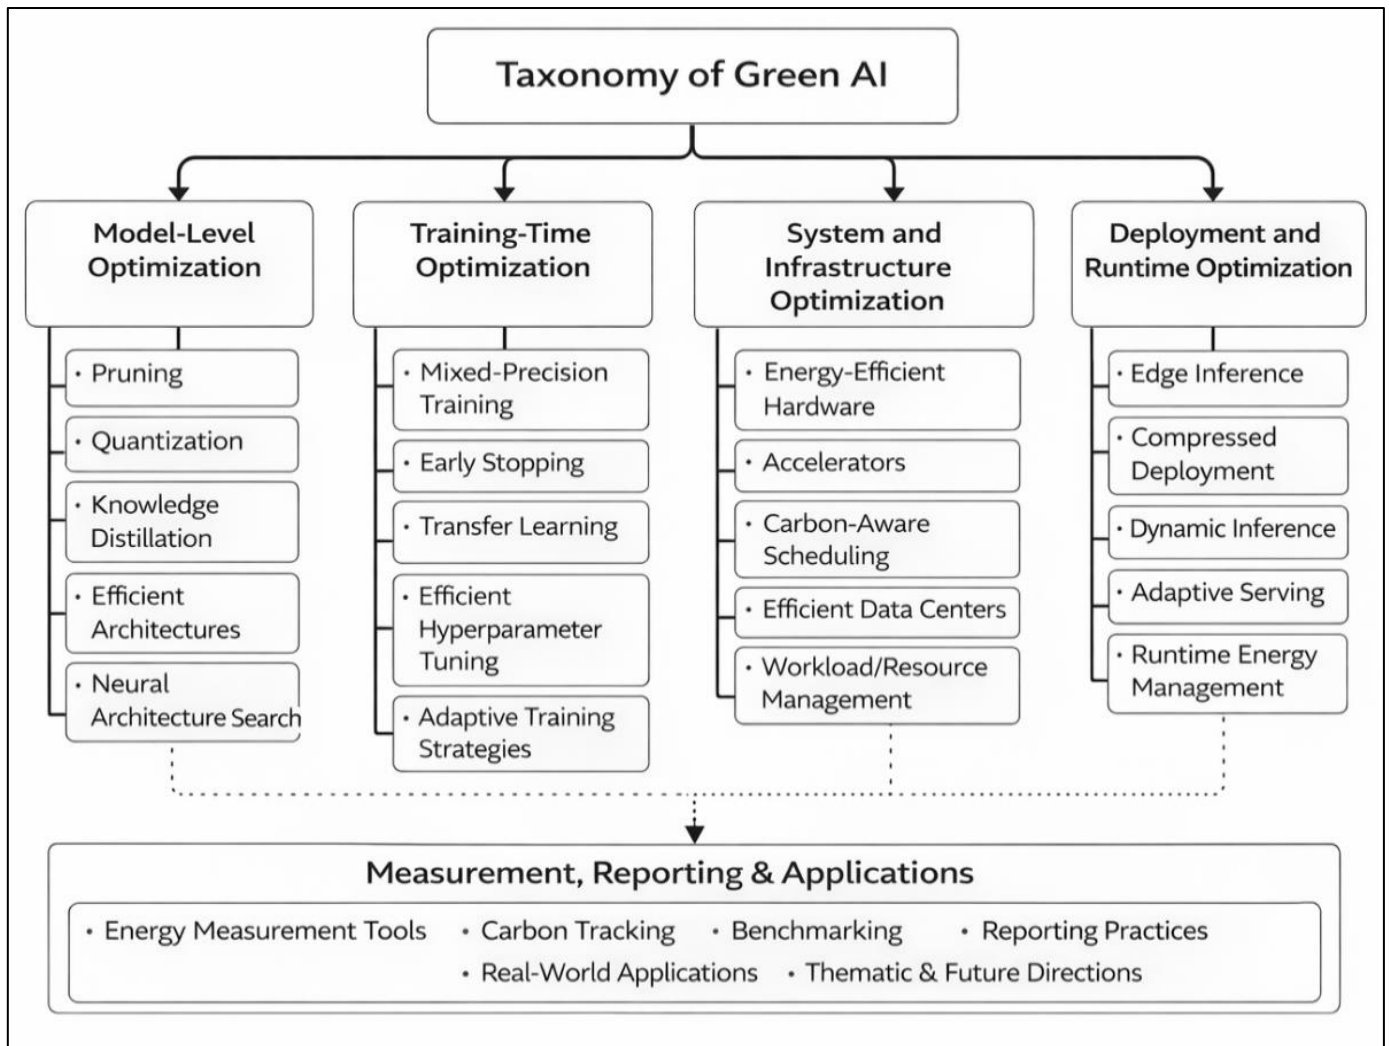 Taxonomy of Green AI
Model-Level
Optimization
• Pruning
• Quantization
• Knowledge
Distillation
• Efficient
Architectures
• Neural
Architecture Search
Training-Time
Optimization
• Mixed-Precision
Training
• Early Stopping
• Transfer Learning
• Efficient
Hyperparameter
Tuning
• Adaptive Training
Strategies
System and
Infrastructure
Optimization
• Energy-Efficient
Hardware
• Accelerators
• Carbon-Aware
Scheduling
• Efficient Data Centers
• Workload/Resource
Management
Deployment and
Runtime Optimization
• Edge Inference
• Compressed
Deployment
• Dynamic Inference
• Adaptive Serving
• Runtime Energy
Management
Measurement, Reporting & Applications
• Energy Measurement Tools • Carbon Tracking • Benchmarking • Reporting Practices
• Real-World Applications • Thematic & Future Directions